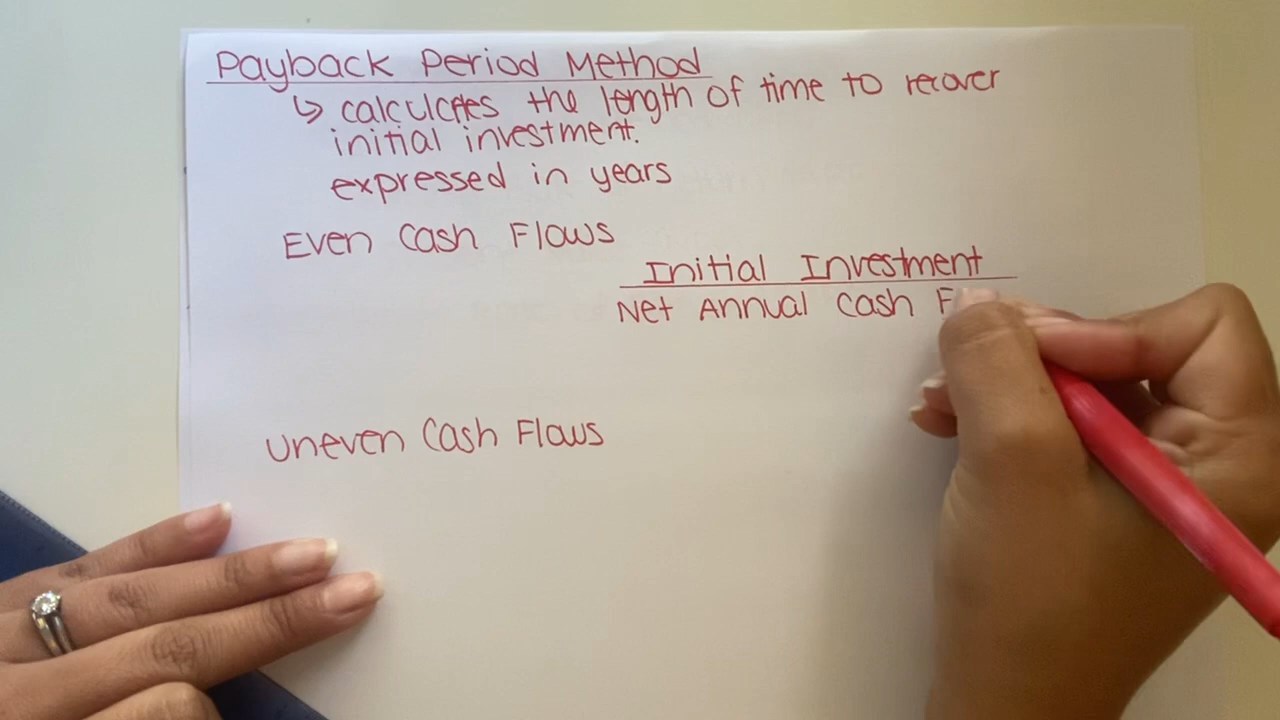 Payback Period Method
↳ calculates the length of time to recover
initial investment.
expressed in years
Even Cash Flows
Initial Investment
Net Annual Cash F
Uneven Cash Flows